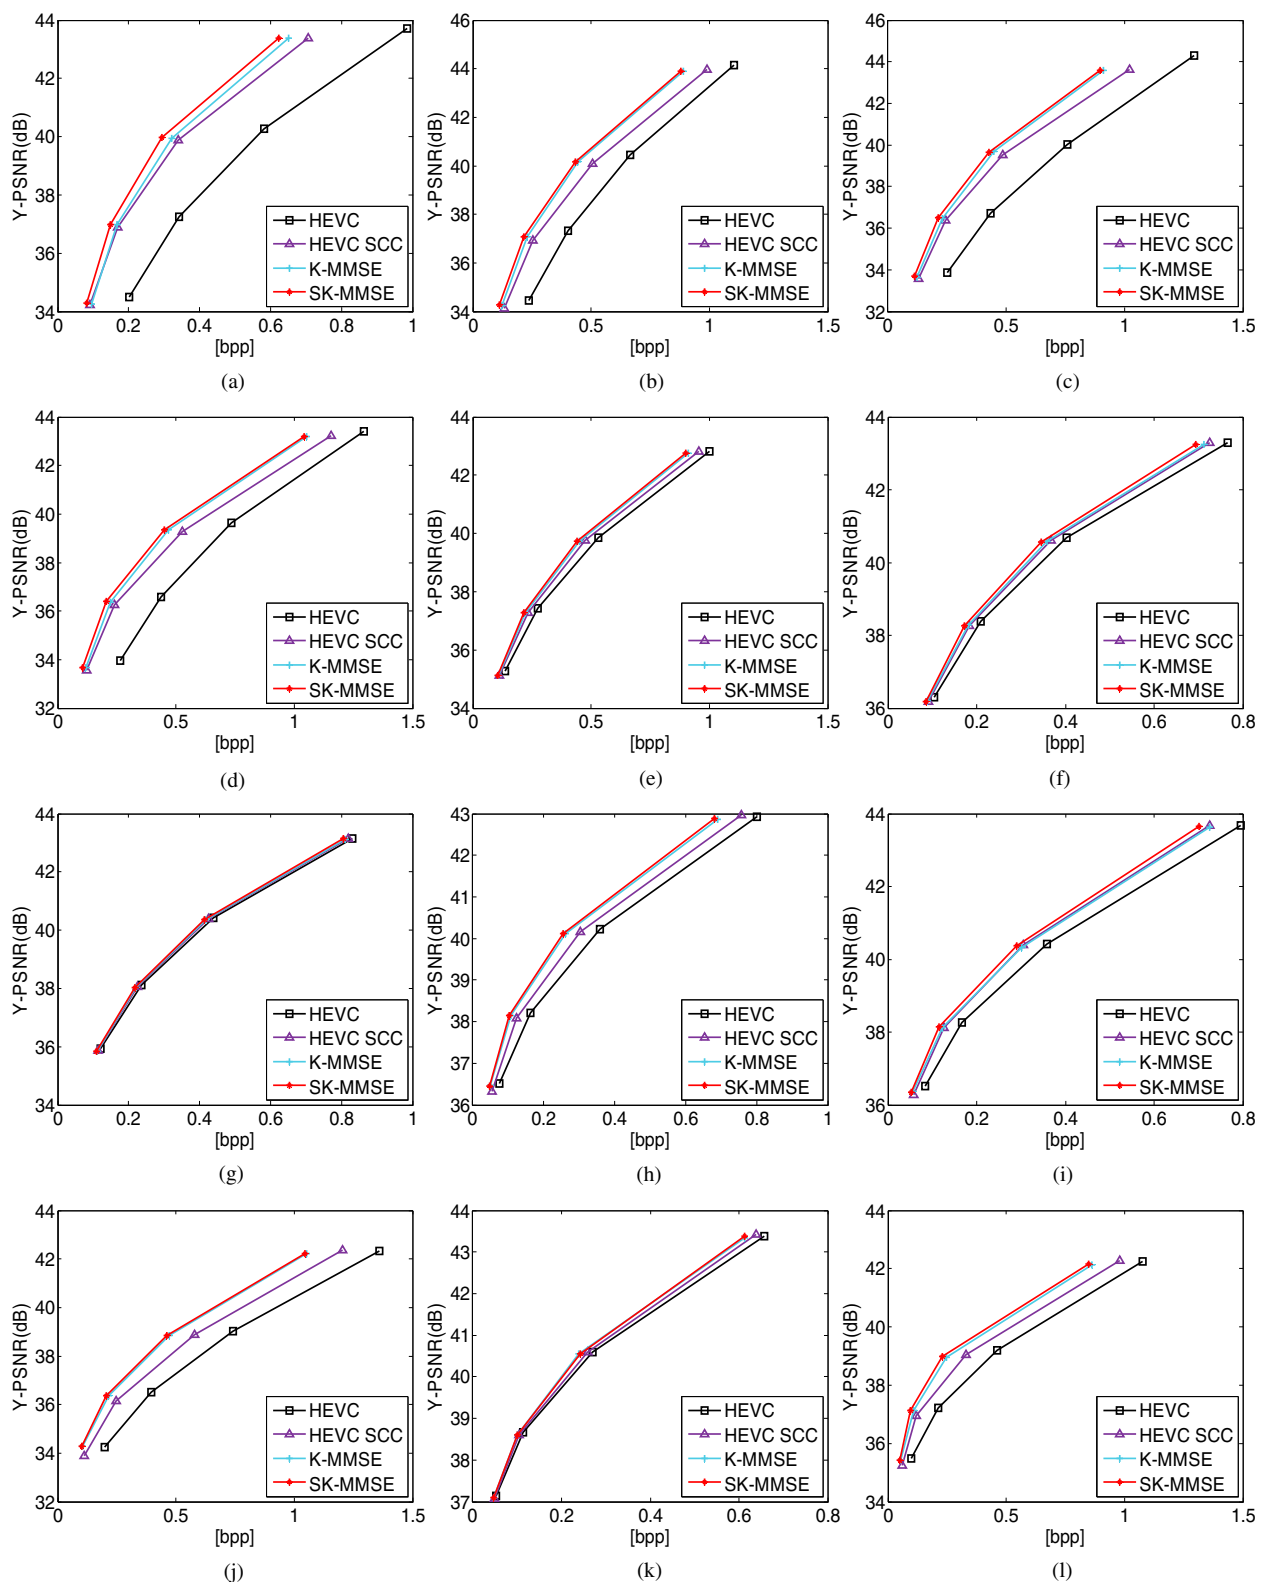 44
42
40
38
36
34
Y-PSNR(dB)
0 0.2 0.4 0.6 0.8 1
[bpp]
HEVC
HEVC SCC
K-MMSE
SK-MMSE
(a)
46
44
42
40
38
36
34
Y-PSNR(dB)
0 0.5 1 1.5
[bpp]
HEVC
HEVC SCC
K-MMSE
SK-MMSE
(b)
46
44
42
40
38
36
34
32
Y-PSNR(dB)
0 0.5 1 1.5
[bpp]
HEVC
HEVC SCC
K-MMSE
SK-MMSE
(c)
44
42
40
38
36
34
32
Y-PSNR(dB)
0 0.5 1 1.5
[bpp]
HEVC
HEVC SCC
K-MMSE
SK-MMSE
(d)
44
42
40
38
36
34
Y-PSNR(dB)
0 0.5 1 1.5
[bpp]
HEVC
HEVC SCC
K-MMSE
SK-MMSE
(e)
44
42
40
38
36
Y-PSNR(dB)
0 0.2 0.4 0.6 0.8
[bpp]
HEVC
HEVC SCC
K-MMSE
SK-MMSE
(f)
44
42
40
38
36
34
Y-PSNR(dB)
0 0.2 0.4 0.6 0.8 1
[bpp]
HEVC
HEVC SCC
K-MMSE
SK-MMSE
(g)
43
42
41
40
39
38
37
36
Y-PSNR(dB)
0 0.2 0.4 0.6 0.8 1
[bpp]
HEVC
HEVC SCC
K-MMSE
SK-MMSE
(h)
44
42
40
38
36
Y-PSNR(dB)
0 0.2 0.4 0.6 0.8
[bpp]
HEVC
HEVC SCC
K-MMSE
SK-MMSE
(i)
44
42
40
38
36
34
32
Y-PSNR(dB)
0 0.5 1 1.5
[bpp]
HEVC
HEVC SCC
K-MMSE
SK-MMSE
(j)
44
43
42
41
40
39
38
37
Y-PSNR(dB)
0 0.2 0.4 0.6 0.8
[bpp]
HEVC
HEVC SCC
K-MMSE
SK-MMSE
(k)
44
42
40
38
36
34
Y-PSNR(dB)
0 0.5 1 1.5
[bpp]
HEVC
HEVC SCC
K-MMSE
SK-MMSE
(l)